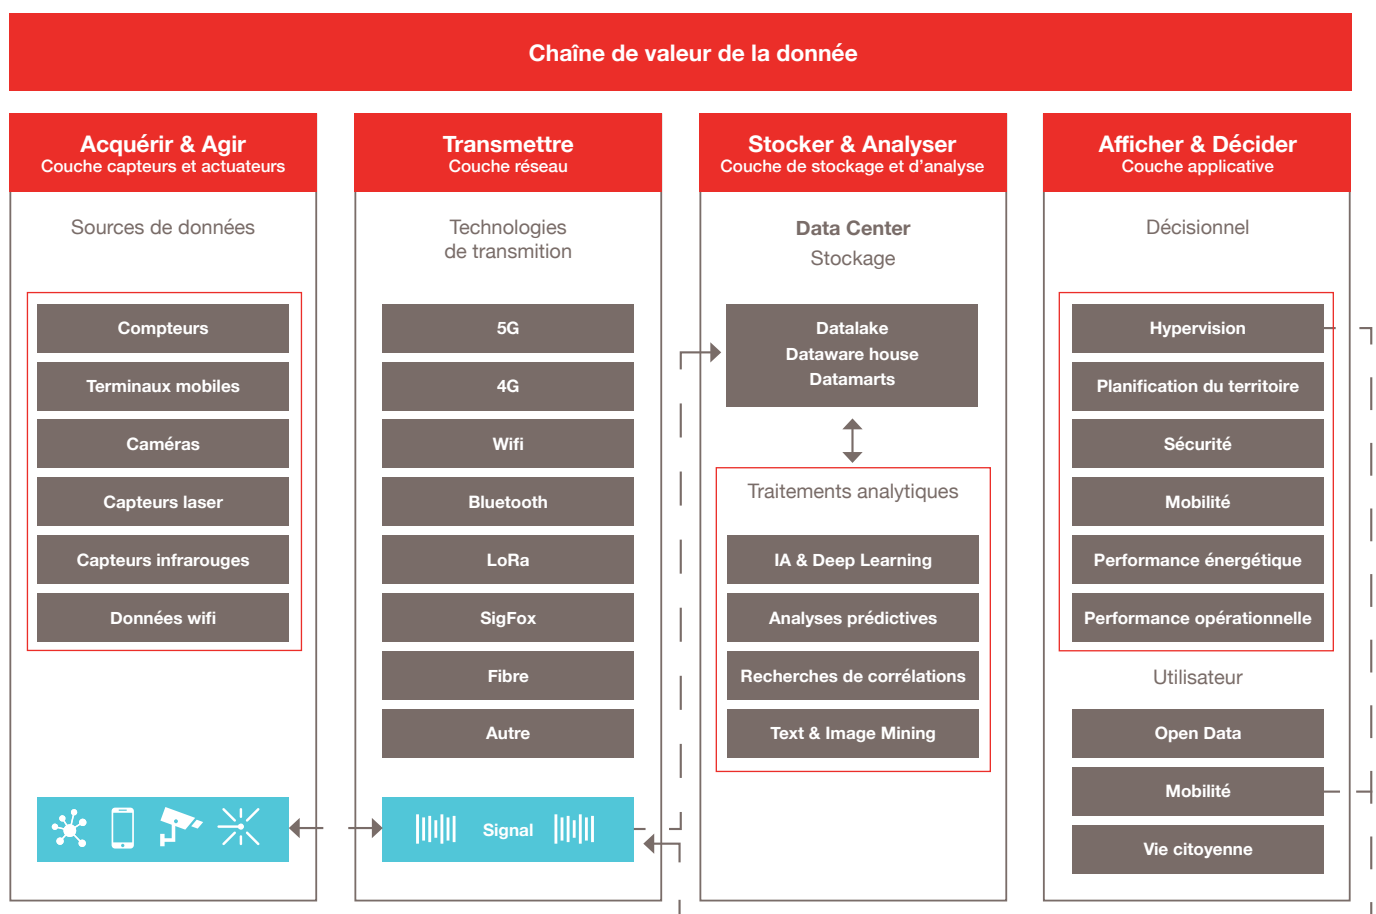 Chaîne de valeur de la donnée
Acquérir & Agir
Couche capteurs et actuateurs
Sources de données
Compteurs
Terminaux mobiles
Caméras
Capteurs laser
Capteurs infrarouges
Données wifi
Transmettre
Couche réseau
Technologies
de transmition
5G
4G
Wifi
Bluetooth
LoRa
SigFox
Fibre
Autre
Signal
Stocker & Analyser
Couche de stockage et d'analyse
Data Center
Stockage
Datalake
Dataware house
Datamarts
Traitements analytiques
IA & Deep Learning
Analyses prédictives
Recherches de corrélations
Text & Image Mining
Afficher & Décider
Couche applicative
Décisionnel
Hypervision
Planification du territoire
Sécurité
Mobilité
Performance énergétique
Performance opérationnelle
Utilisateur
Open Data
Mobilité
Vie citoyenne